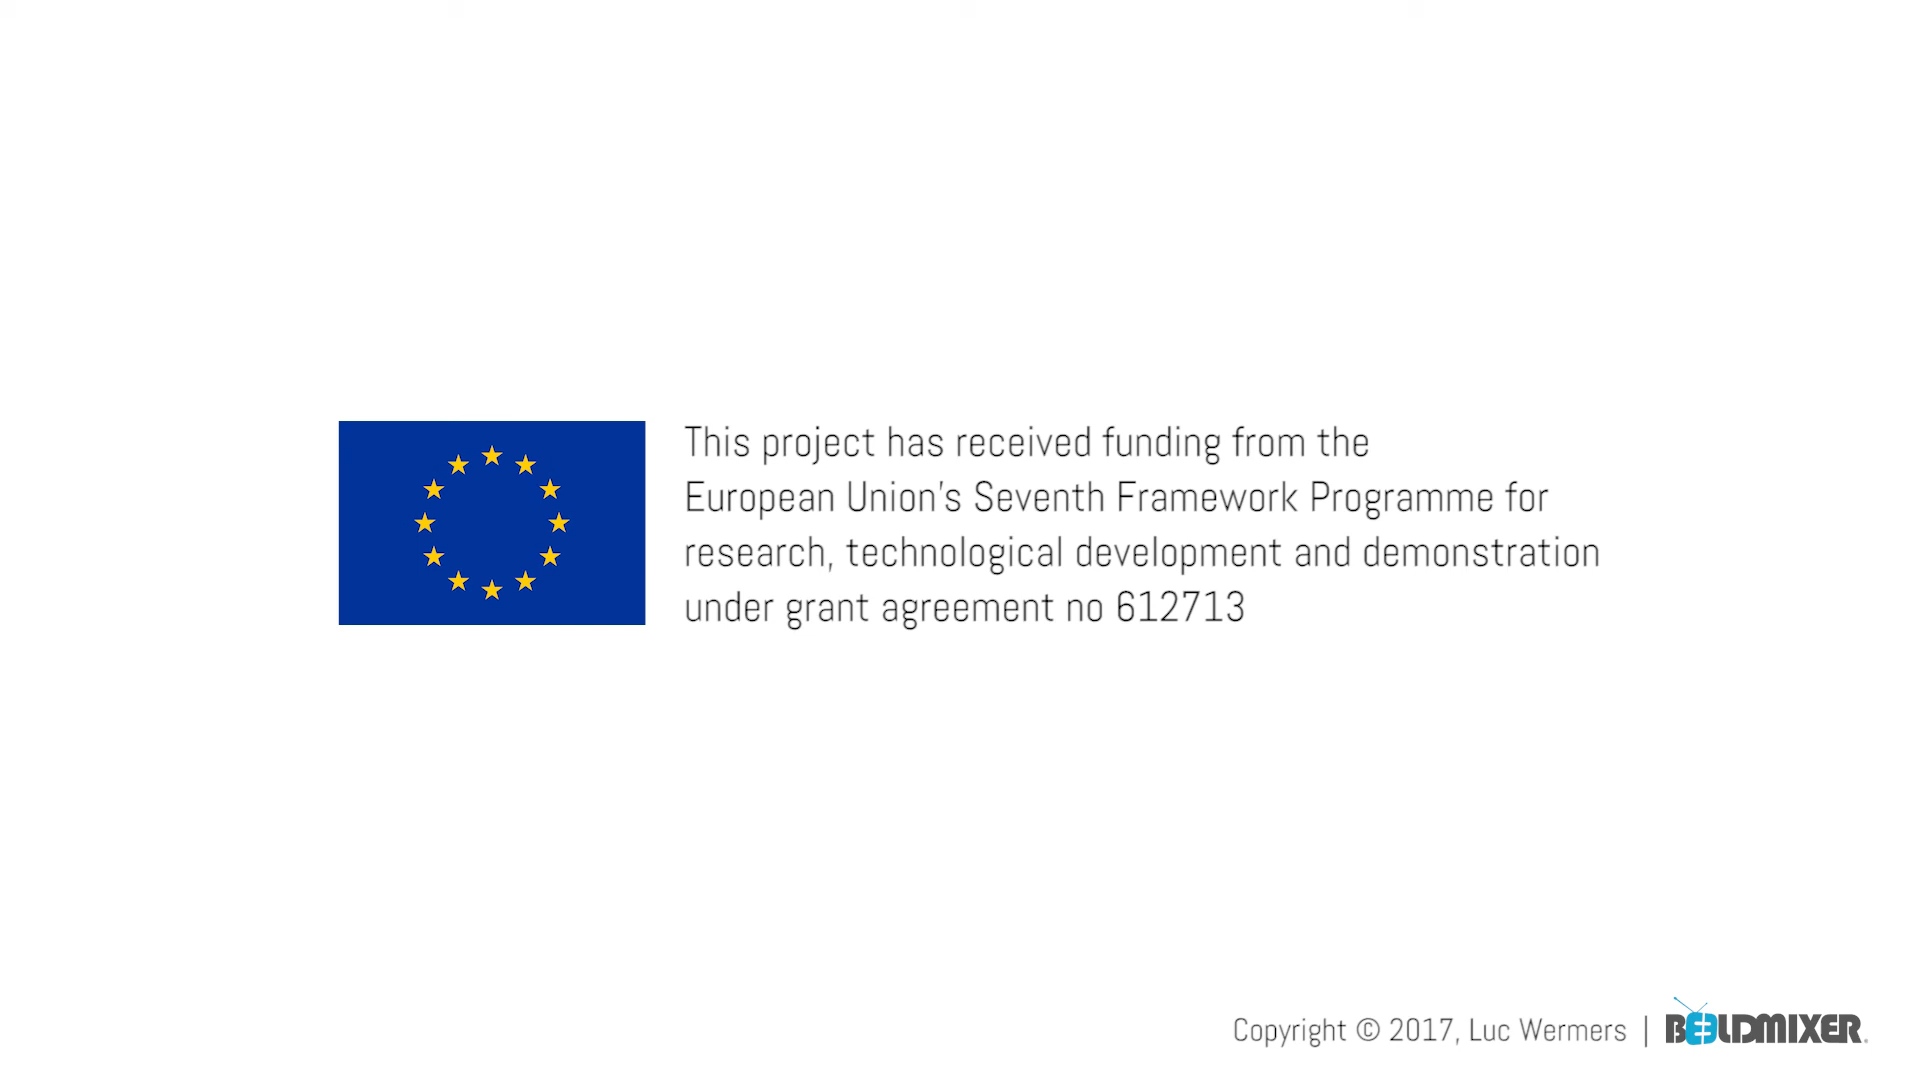 This project has received funding from the
European Union's Seventh Framework Programme for
research, technological development and demonstration
under grant agreement no 612713
Copyright © 2017, Luc Wermers | BEELDMIXER.